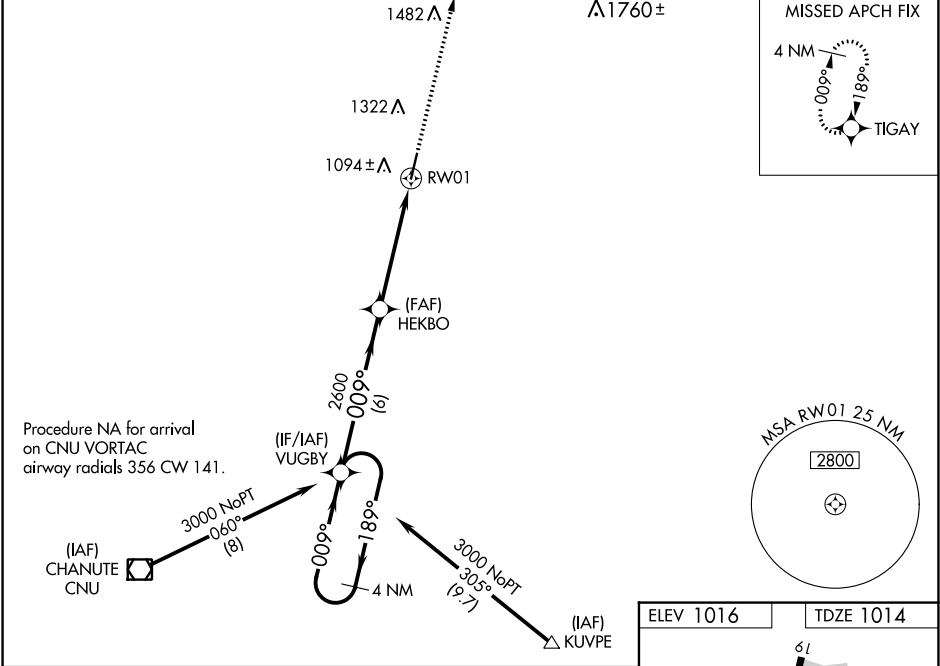 1482
1760±
MISSED APCH FIX
4 NM
009°
189°
TIGAY
1322
1094±
RW01
(FAF)
HEKBO
2600
009°
(6)
Procedure NA for arrival
on CNU VORTAC
airway radials 356 CW 141.
(IF/IAF)
VUGBY
MSA RW01 25 NM
2800
3000 NoPT
060°
(8)
009°
189°
4 NM
3000 NoPT
305°
(9.7)
(IAF)
CHANUTE
CNU
(IAF)
KUVPE
ELEV 1016
TDZE 1014
19